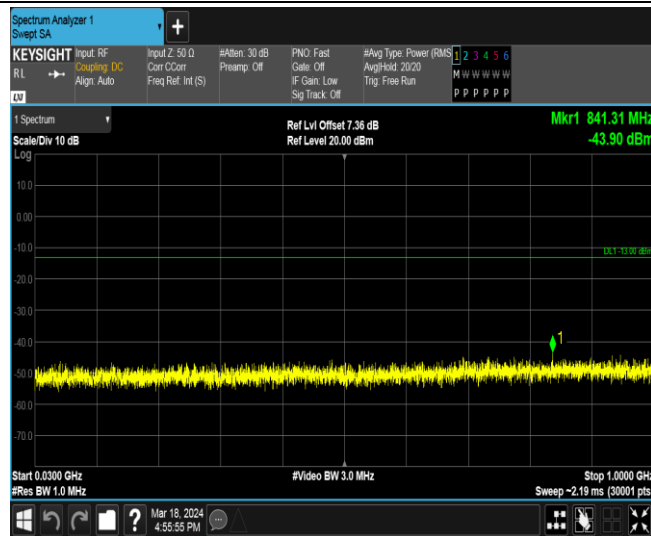 Spectrum Analyzer 1
Swept SA
+
KEYSIGHT
RL
Input: RF
Coupling: DC
Align: Auto
Input Z: 50 Ω
Corr CCorr
Freq Ref: Int (S)
#Atten: 30 dB
Preamp: Off
PNO: Fast
Gate: Off
IF Gain: Low
Sig Track: Off
#Avg Type: Power (RMS
Avg|Hold: 20/20
Trig: Free Run
1 2 3 4 5 6
M W W W W W
P P P P P P
1 Spectrum
Scale/Div 10 dB
Log
Ref Lvl Offset 7.36 dB
Ref Level 20.00 dBm
Mkr1 841.31 MHz
-43.90 dBm
10.0
0.00
-10.0
DL1 -13.00 dBm
-20.0
-30.0
-40.0
1
-50.0
-60.0
-70.0
Start 0.0300 GHz
#Res BW 1.0 MHz
#Video BW 3.0 MHz
Stop 1.0000 GHz
Sweep ~2.19 ms (30001 pts)
?
Mar 18, 2024
4:55:55 PM